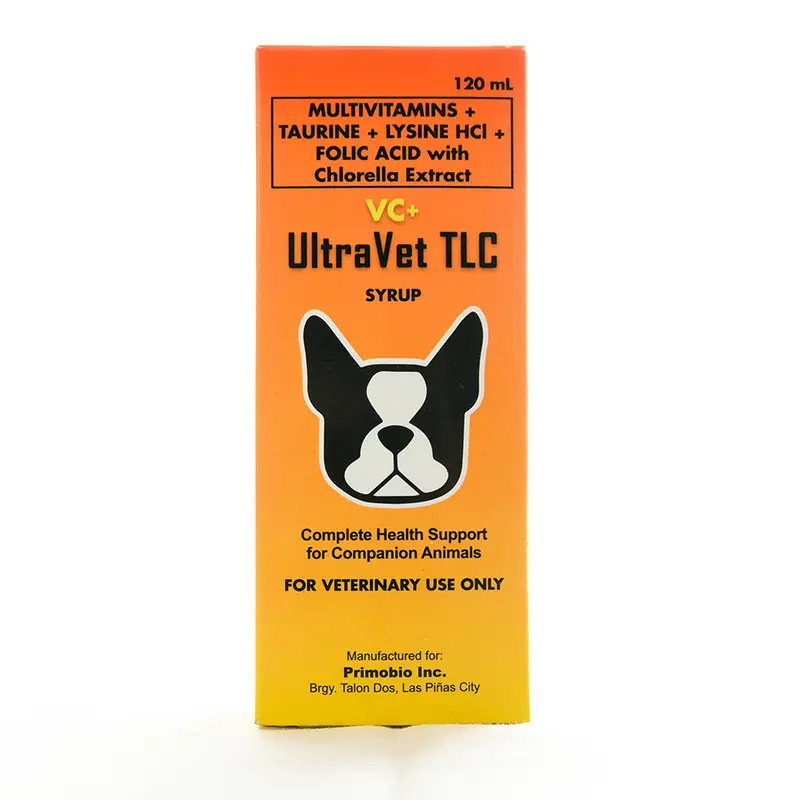 120 mL
MULTIVITAMINS +
TAURINE + LYSINE HCl +
FOLIC ACID with
Chlorella Extract
VC+
UltraVet TLC
SYRUP
Complete Health Support
for Companion Animals
FOR VETERINARY USE ONLY
Manufactured for:
Primobio Inc.
Brgy. Talon Dos, Las Piñas City